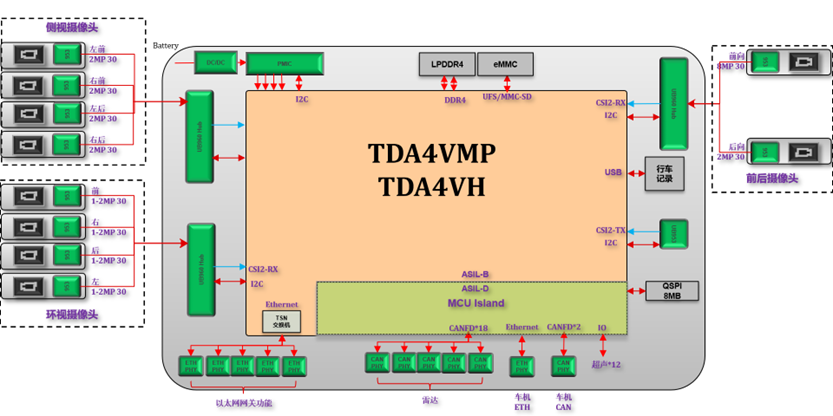 侧视摄像头
左前
2MP 30
右前
2MP 30
左后
2MP 30
右后
2MP 30
前
1-2MP 30
右
1-2MP 30
后
1-2MP 30
左
1-2MP 30
环视摄像头
Battery
DC/DC
PMIC
I2C
LPDDR4
eMMC
DDR4
UFS/MMC-SD
TDA4VMP
TDA4VH
CSI2-RX
I2C
USB
行车
记录
CSI2-TX
I2C
QSPI
8MB
前向
8MP 30
后向
2MP 30
前后摄像头
CSI2-RX
I2C
Ethernet
TSN
交换机
ASIL-B
ASIL-D
MCU Island
CANFD*18
Ethernet
CANFD*2
IO
ETH
PHY
ETH
PHY
ETH
PHY
ETH
PHY
ETH
PHY
以太网网关功能
CAN
PHY
CAN
PHY
CAN
PHY
CAN
PHY
CAN
PHY
雷达
ETH
PHY
车机
ETH
CAN
PHY
车机
CAN
超声*12